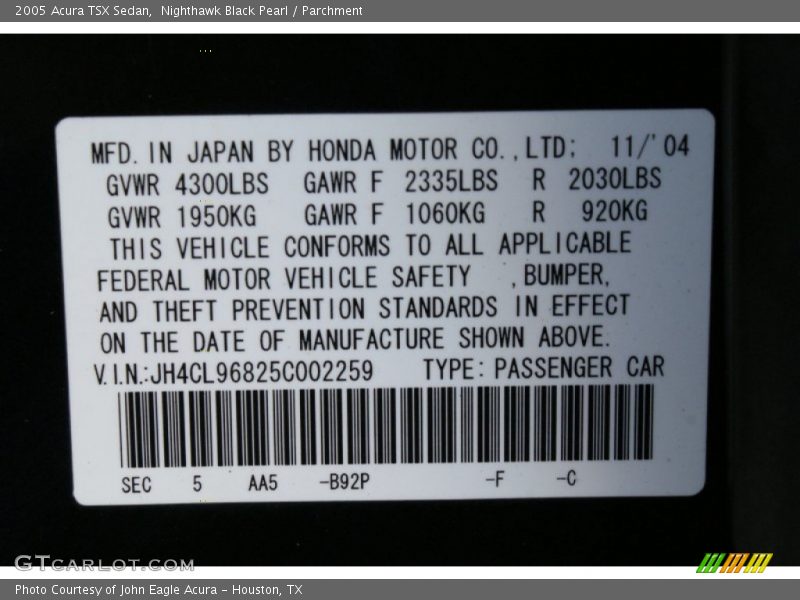 2005 Acura TSX Sedan,  Nighthawk Black Pearl / Parchment
MFD. IN JAPAN BY HONDA MOTOR CO.,LTD; 11/'04
GVWR 4300LBS GAWR F 2335LBS R 2030LBS
GVWR 1950KG GAWR F 1060KG R 920KG
THIS VEHICLE CONFORMS TO ALL APPLICABLE
FEDERAL MOTOR VEHICLE SAFETY ,BUMPER,
AND THEFT PREVENTION STANDARDS IN EFFECT
ON THE DATE OF MANUFACTURE SHOWN ABOVE.
V.I.N.:JH4CL96825C002259 TYPE: PASSENGER CAR
SEC 5 AA5 -B92P -F -C
GTCARLOT.COM
Photo Courtesy of John Eagle Acura - Houston, TX